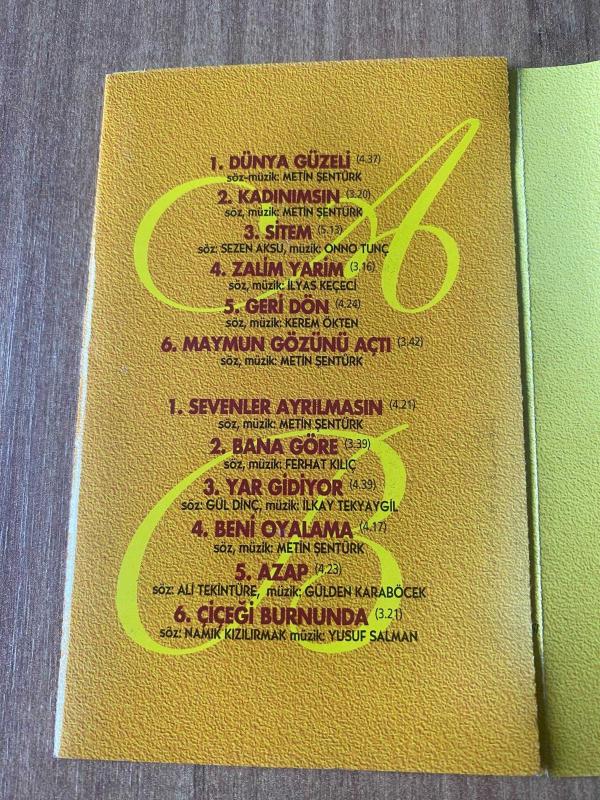 A
1. DÜNYA GÜZELİ (4.37)
söz-müzik: METİN ŞENTÜRK
2. KADINIMSIN (3.20)
söz, müzik: METİN ŞENTÜRK
3. SİTEM (5.13)
söz: SEZEN AKSU, müzik: ONNO TUNÇ
4. ZALİM YARİM (3.16)
söz, müzik: İLYAS KEÇECİ
5. GERİ DÖN (4.24)
söz, müzik: KEREM ÖKTEN
6. MAYMUN GÖZÜNÜ AÇTI (3.42)
söz, müzik: METİN ŞENTÜRK
B
1. SEVENLER AYRILMASIN (4.21)
söz, müzik: METİN ŞENTÜRK
2. BANA GÖRE (3.39)
söz, müzik: FERHAT KILIÇ
3. YAR GİDİYOR (4.39)
söz: GÜL DİNÇ, müzik: İLKAY TEKYAYGİL
4. BENİ OYALAMA (4.17)
söz, müzik: METİN ŞENTÜRK
5. AZAP (4.23)
söz: ALİ TEKİNTÜRE, müzik: GÜLDEN KARABÖCEK
6. ÇİÇEĞİ BURNUNDA (3.21)
söz: NAMIK KIZILIRMAK müzik: YUSUF SALMAN